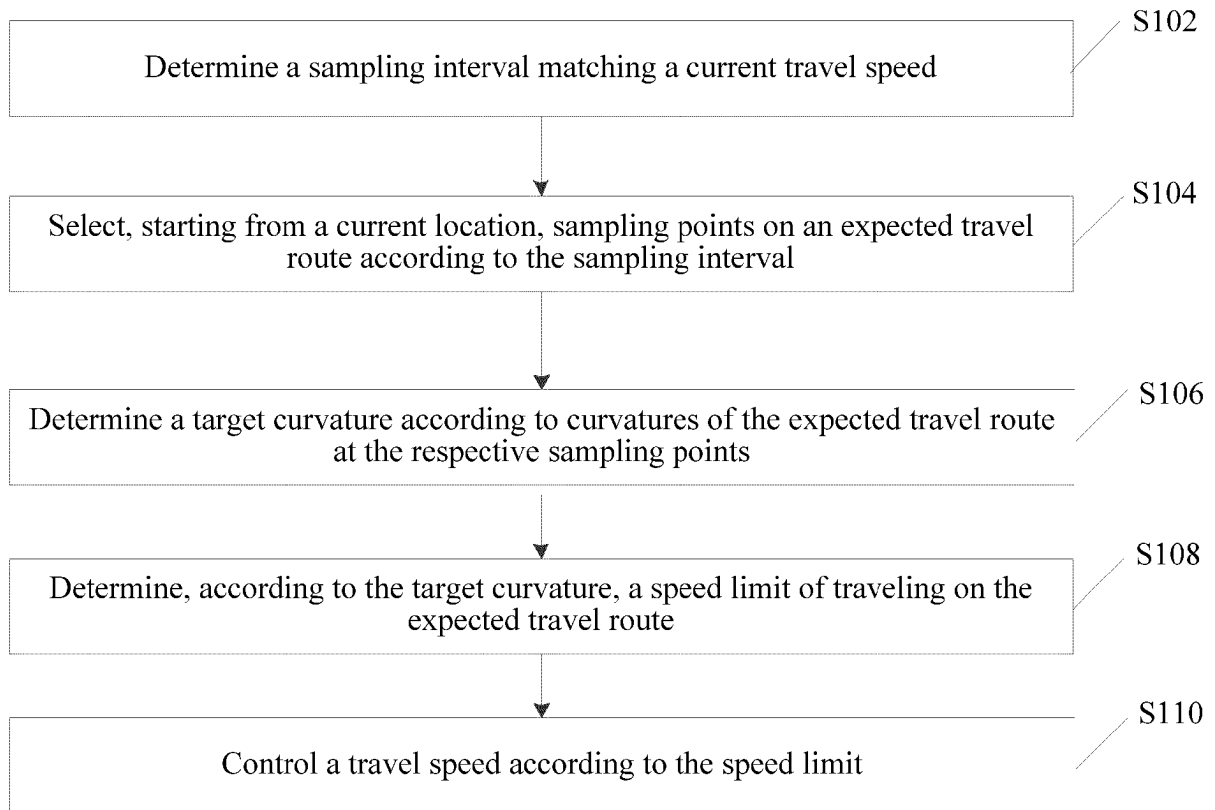 S102
Determine a sampling interval matching a current travel speed
S104
Select, starting from a current location, sampling points on an expected travel
route according to the sampling interval
S106
Determine a target curvature according to curvatures of the expected travel route
at the respective sampling points
S108
Determine, according to the target curvature, a speed limit of traveling on the
expected travel route
S110
Control a travel speed according to the speed limit